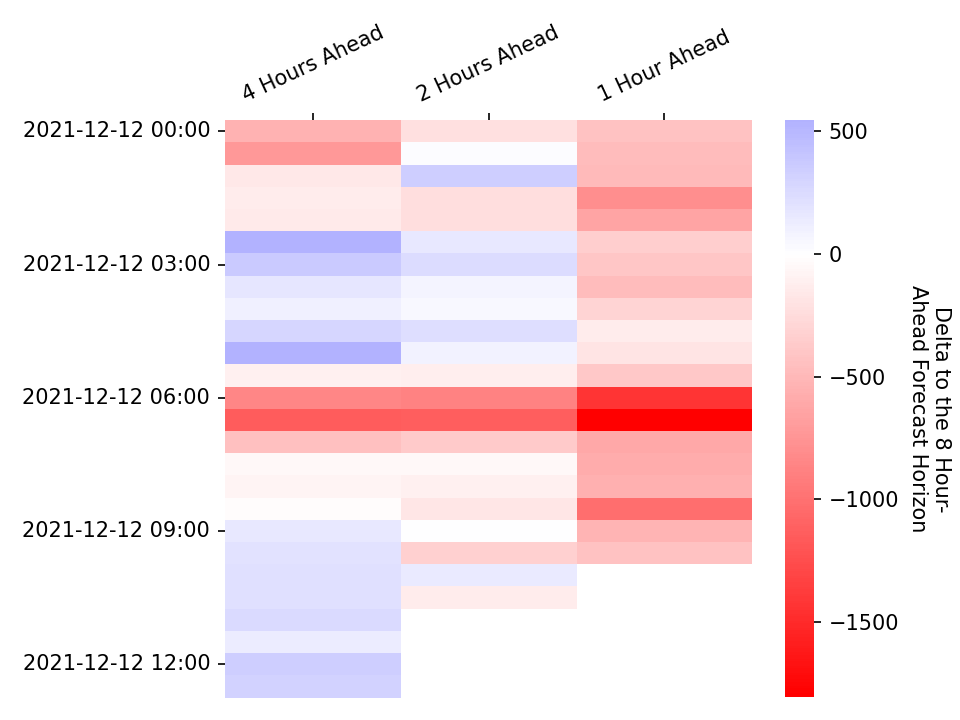 4 Hours Ahead
2 Hours Ahead
1 Hour Ahead
2021-12-12 00:00
2021-12-12 03:00
2021-12-12 06:00
2021-12-12 09:00
2021-12-12 12:00
500
0
−500
−1000
−1500
Delta to the 8 Hour-
Ahead Forecast Horizon